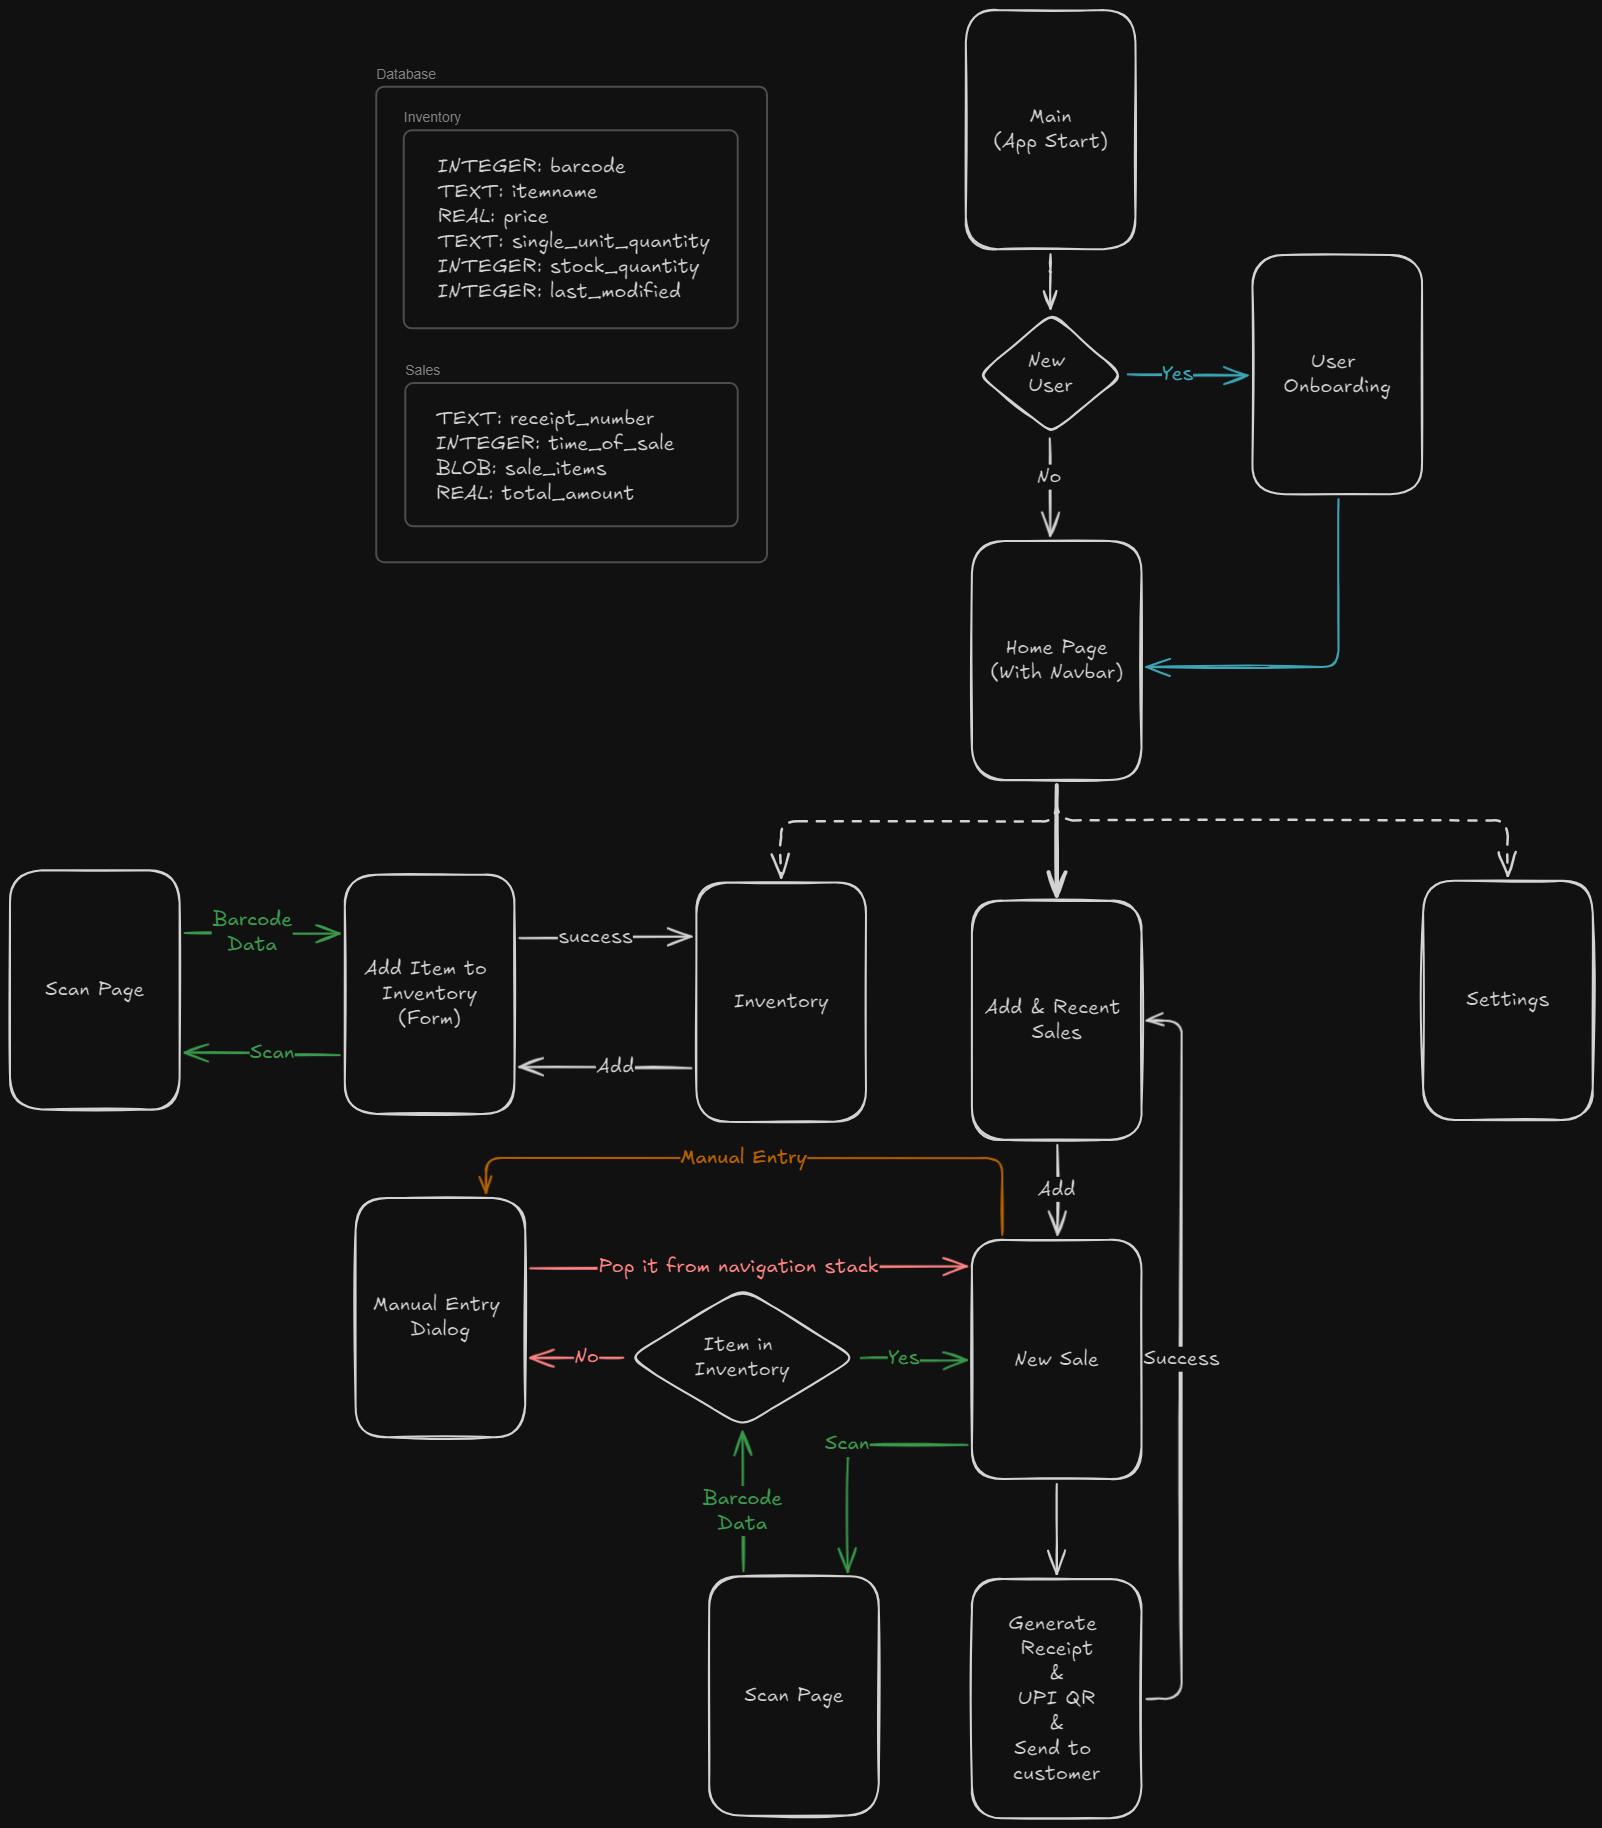 Main
(App Start)
Database
Inventory
INTEGER: barcode
TEXT: itemname
REAL: price
TEXT: single_unit_quantity
INTEGER: stock_quantity
INTEGER: last_modified
Sales
TEXT: receipt_number
INTEGER: time_of_sale
BLOB: sale_items
REAL: total_amount
New
User
Yes
User
Onboarding
No
Home Page
(With Navbar)
Scan Page
Barcode
Data
Scan
Add Item to
Inventory
(Form)
success
Add
Inventory
Add & Recent
Sales
Settings
Manual Entry
Add
Manual Entry
Dialog
Pop it from navigation stack
No
Item in
Inventory
Yes
New Sale
Success
Scan
Barcode
Data
Scan Page
Generate
Receipt
&
UPI QR
&
Send to
customer